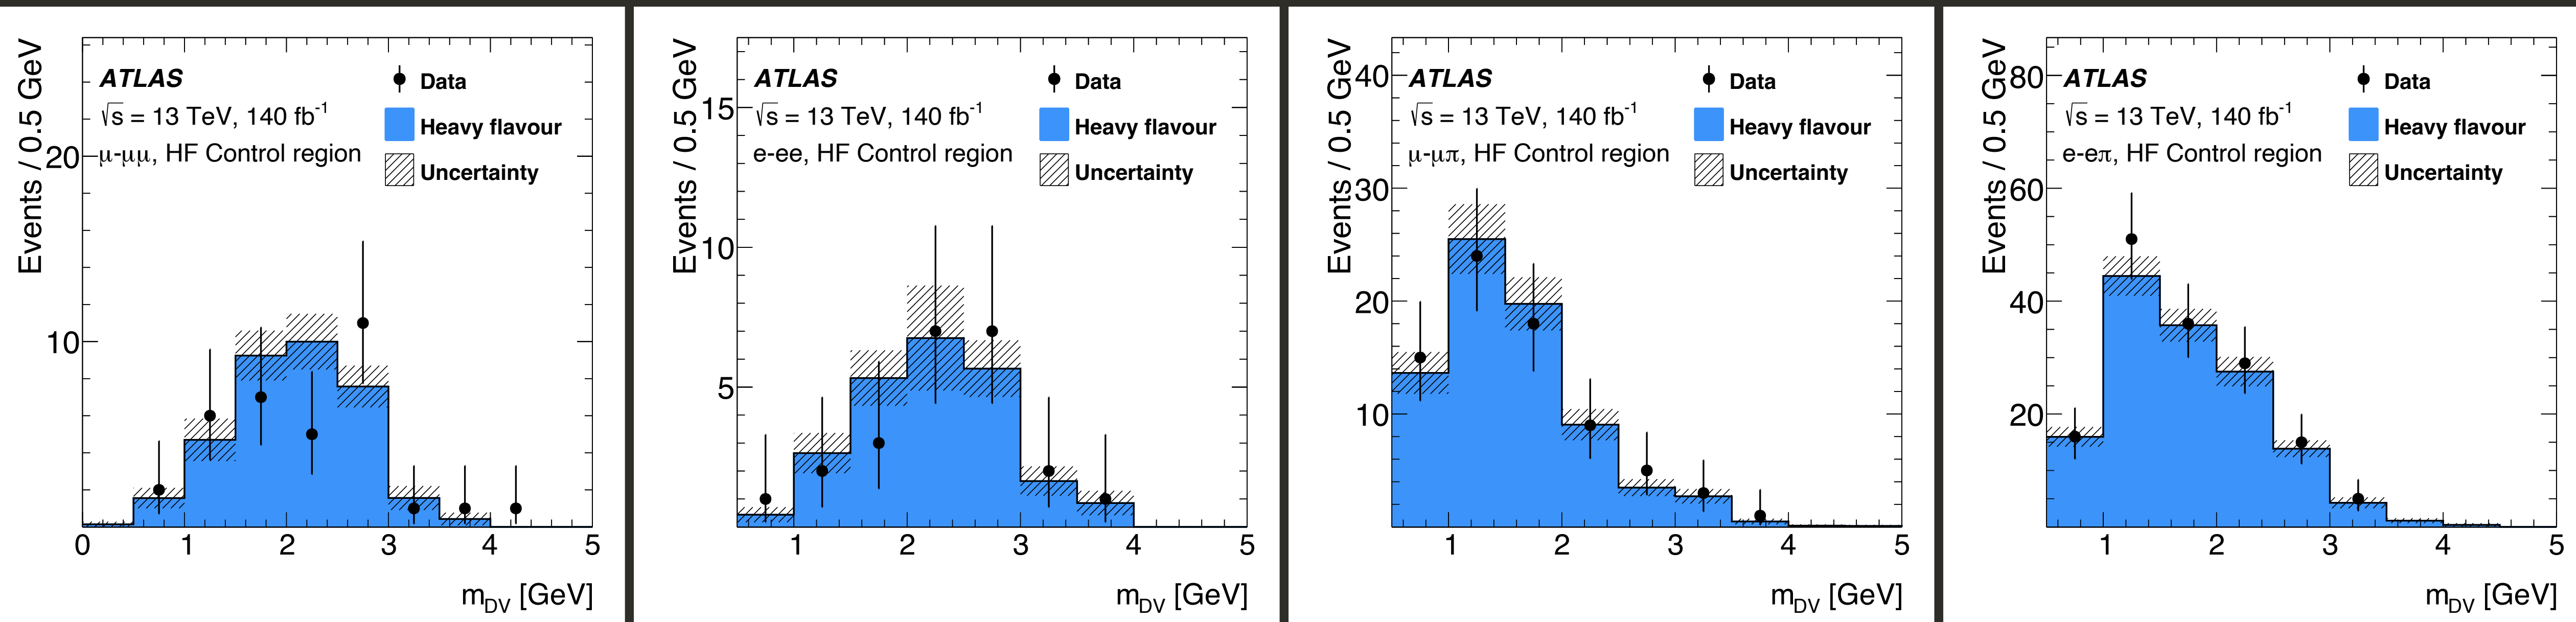 Events / 0.5 GeV
ATLAS
√s = 13 TeV, 140 fb⁻¹
μ-μμ, HF Control region
Data
Heavy flavour
Uncertainty
20
10
0 1 2 3 4 5
m_DV [GeV]
Events / 0.5 GeV
ATLAS
√s = 13 TeV, 140 fb⁻¹
e-ee, HF Control region
Data
Heavy flavour
Uncertainty
15
10
5
1 2 3 4 5
m_DV [GeV]
Events / 0.5 GeV
ATLAS
√s = 13 TeV, 140 fb⁻¹
μ-μπ, HF Control region
Data
Heavy flavour
Uncertainty
40
30
20
10
1 2 3 4 5
m_DV [GeV]
Events / 0.5 GeV
ATLAS
√s = 13 TeV, 140 fb⁻¹
e-eπ, HF Control region
Data
Heavy flavour
Uncertainty
80
60
40
20
1 2 3 4 5
m_DV [GeV]